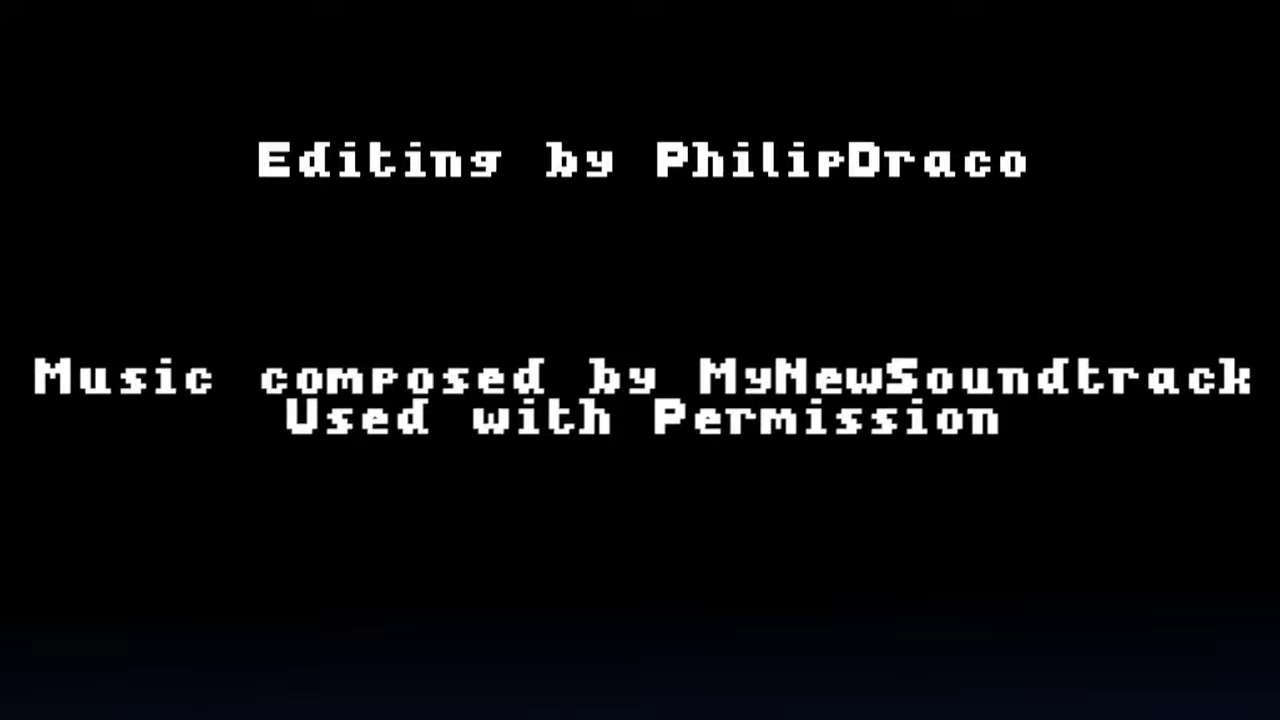 Editing by PhilipDraco
Music composed by MyNewSoundtrack
Used with Permission